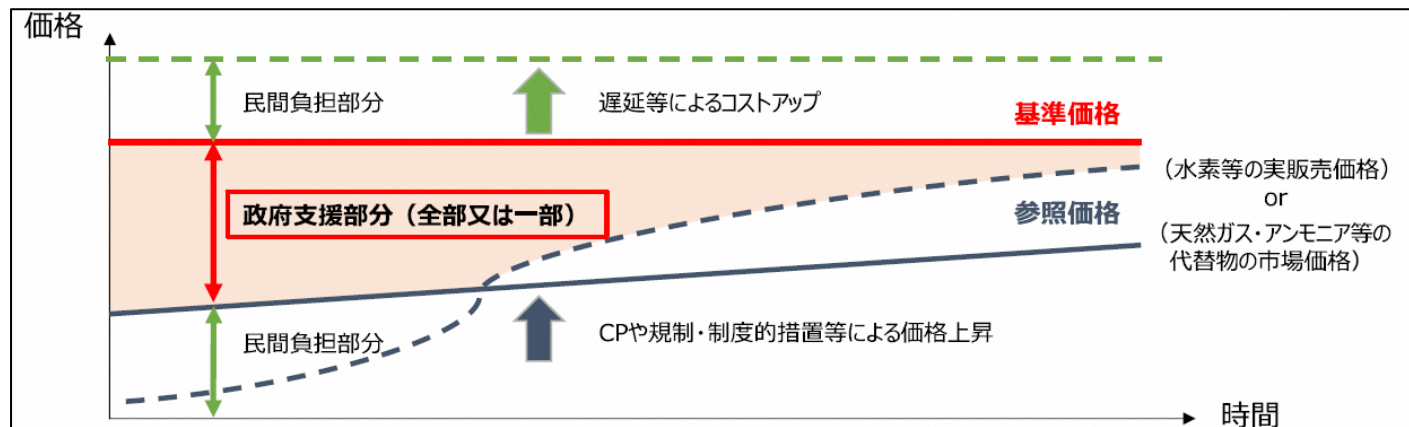 価格
民間負担部分
遅延等によるコストアップ
基準価格
政府支援部分（全部又は一部）
（水素等の実販売価格）
or
参照価格
（天然ガス・アンモニア等の
代替物の市場価格）
民間負担部分
CPや規制・制度的措置等による価格上昇
時間